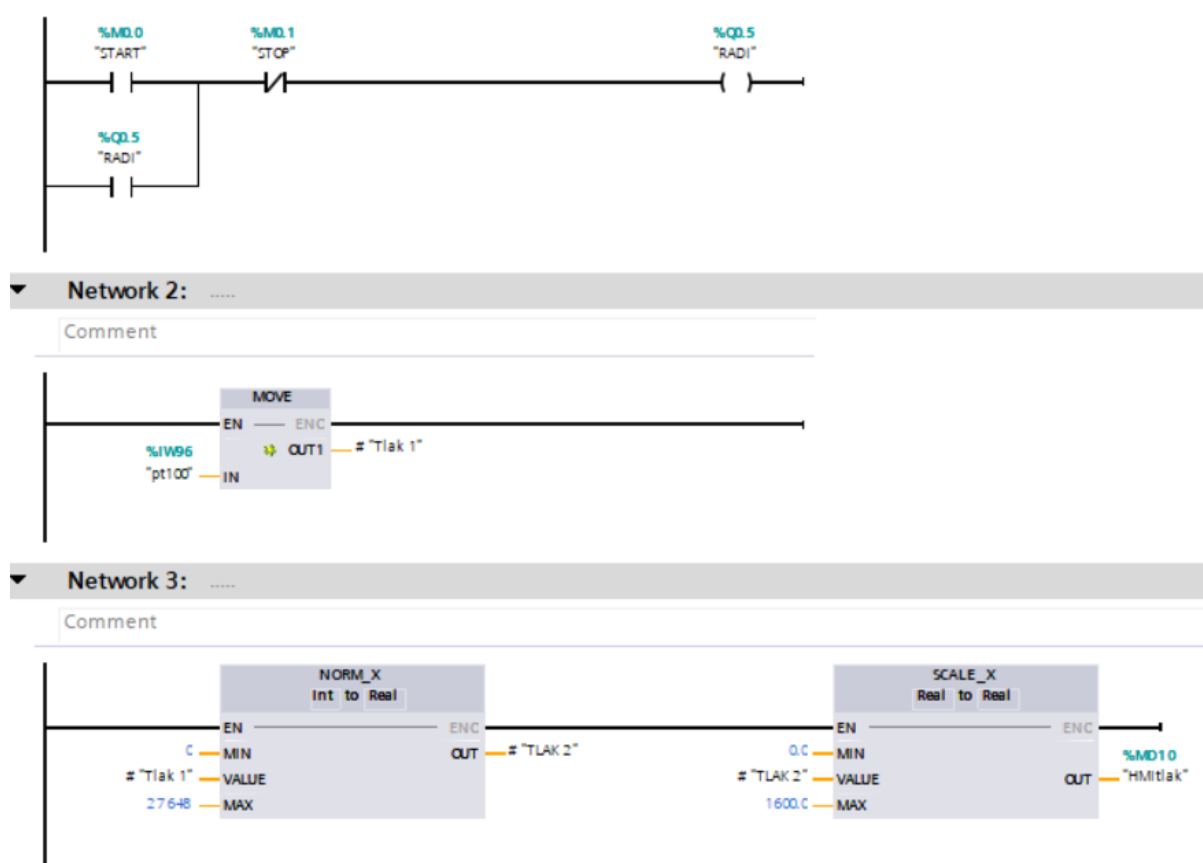 %M0.0 %M0.1 %Q0.5
"START" "STOP" "RADI"
%Q0.5
"RADI"
Network 2: .....
Comment
MOVE
EN ENO
%IW96 OUT1 # "Tlak 1"
"pt100" IN
Network 3: .....
Comment
NORM_X SCALE_X
Int to Real Real to Real
EN ENO EN ENO
0 MIN OUT # "TLAK 2" 0.0 MIN %MD10
# "Tlak 1" VALUE # "TLAK 2" VALUE OUT "HMItlak"
27648 MAX 1600.0 MAX